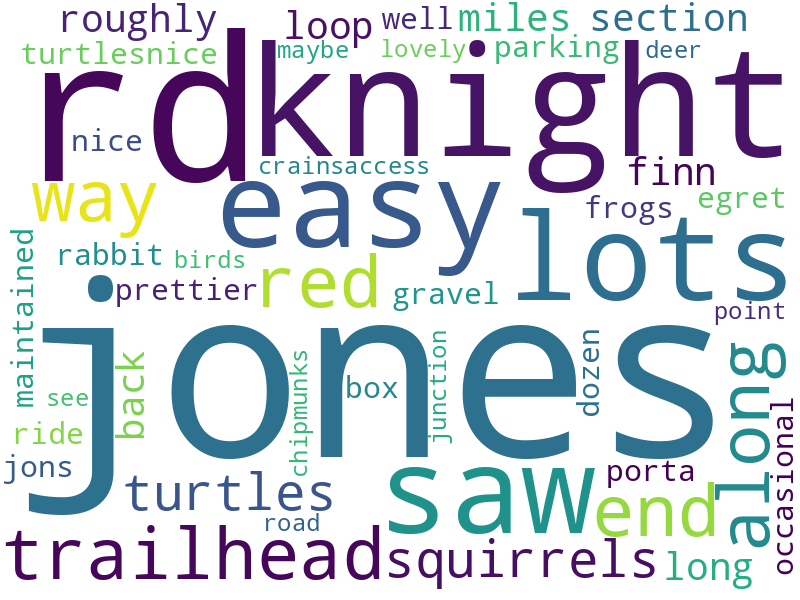 roughly loop well miles section
turtlesnice maybe lovely parking deer
rd knight
nice
crainsaccess finn
way easy frogs egret
lots
rabbit birds
prettier red gravel
maintained
point
jones
back
chipmunks
box
junction
dozen
along
see
ride
jons
saw porta
occasional
turtles end
road
trailhead squirrels long